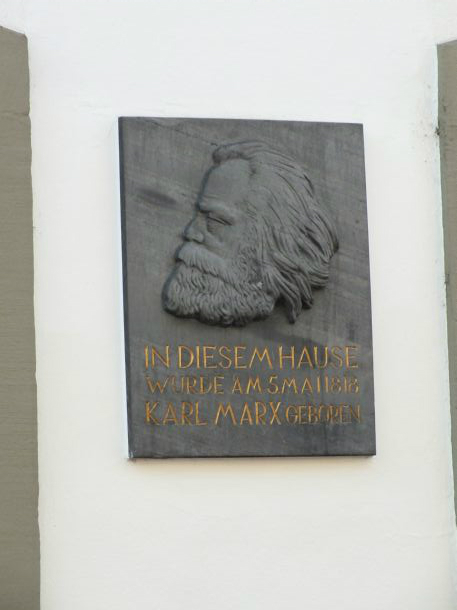 IN DIESEM HAUSE
WURDE AM 5 MAI 1818
KARL MARX GEBOREN